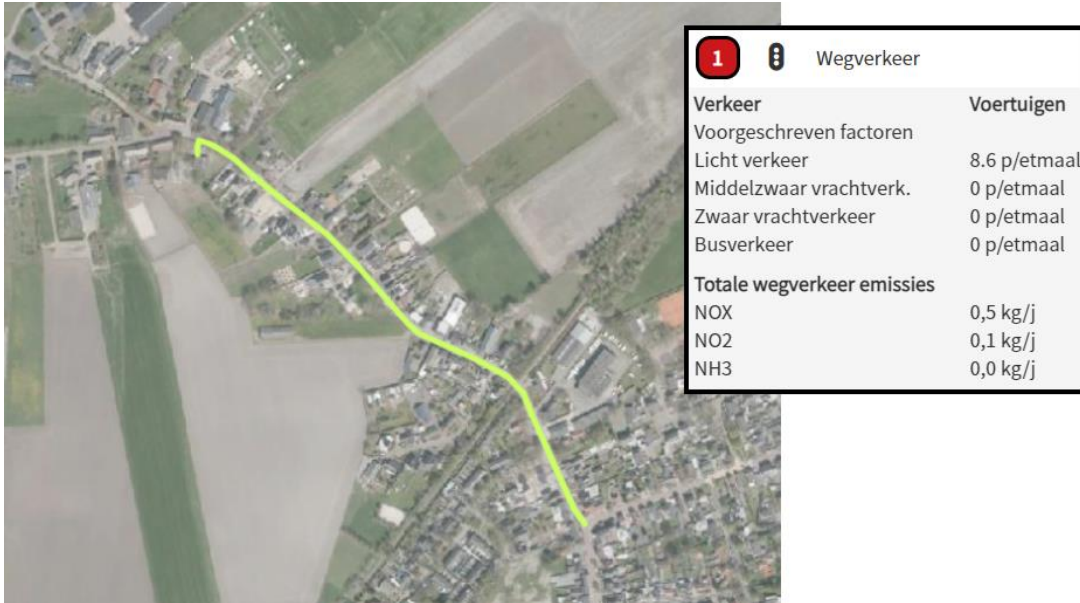 1 Wegverkeer
Verkeer Voertuigen
Voorgeschreven factoren
Licht verkeer 8.6 p/etmaal
Middelzwaar vrachtverk. 0 p/etmaal
Zwaar vrachtverkeer 0 p/etmaal
Busverkeer 0 p/etmaal
Totale wegverkeer emissies
NOX 0,5 kg/j
NO2 0,1 kg/j
NH3 0,0 kg/j